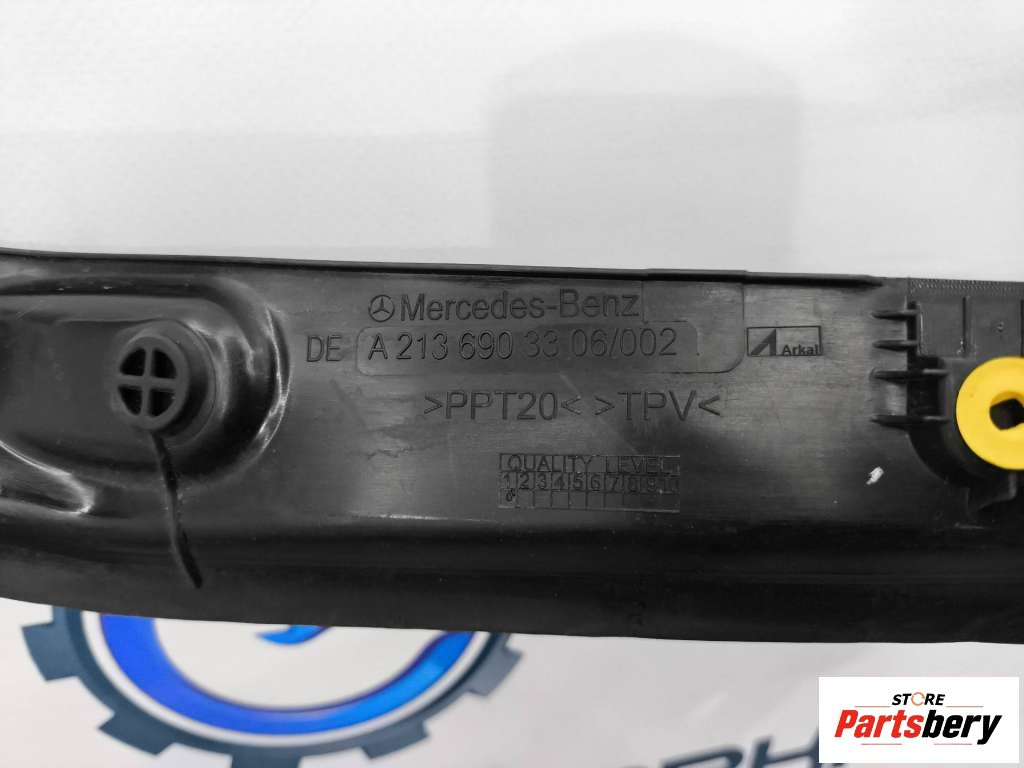 Mercedes-Benz
DE A 213 690 33 06/002
Arkal
>PPT20< >TPV<
QUALITY LEVEL
1 2 3 4 5 6 7 8 9 10
STORE
Partsbery